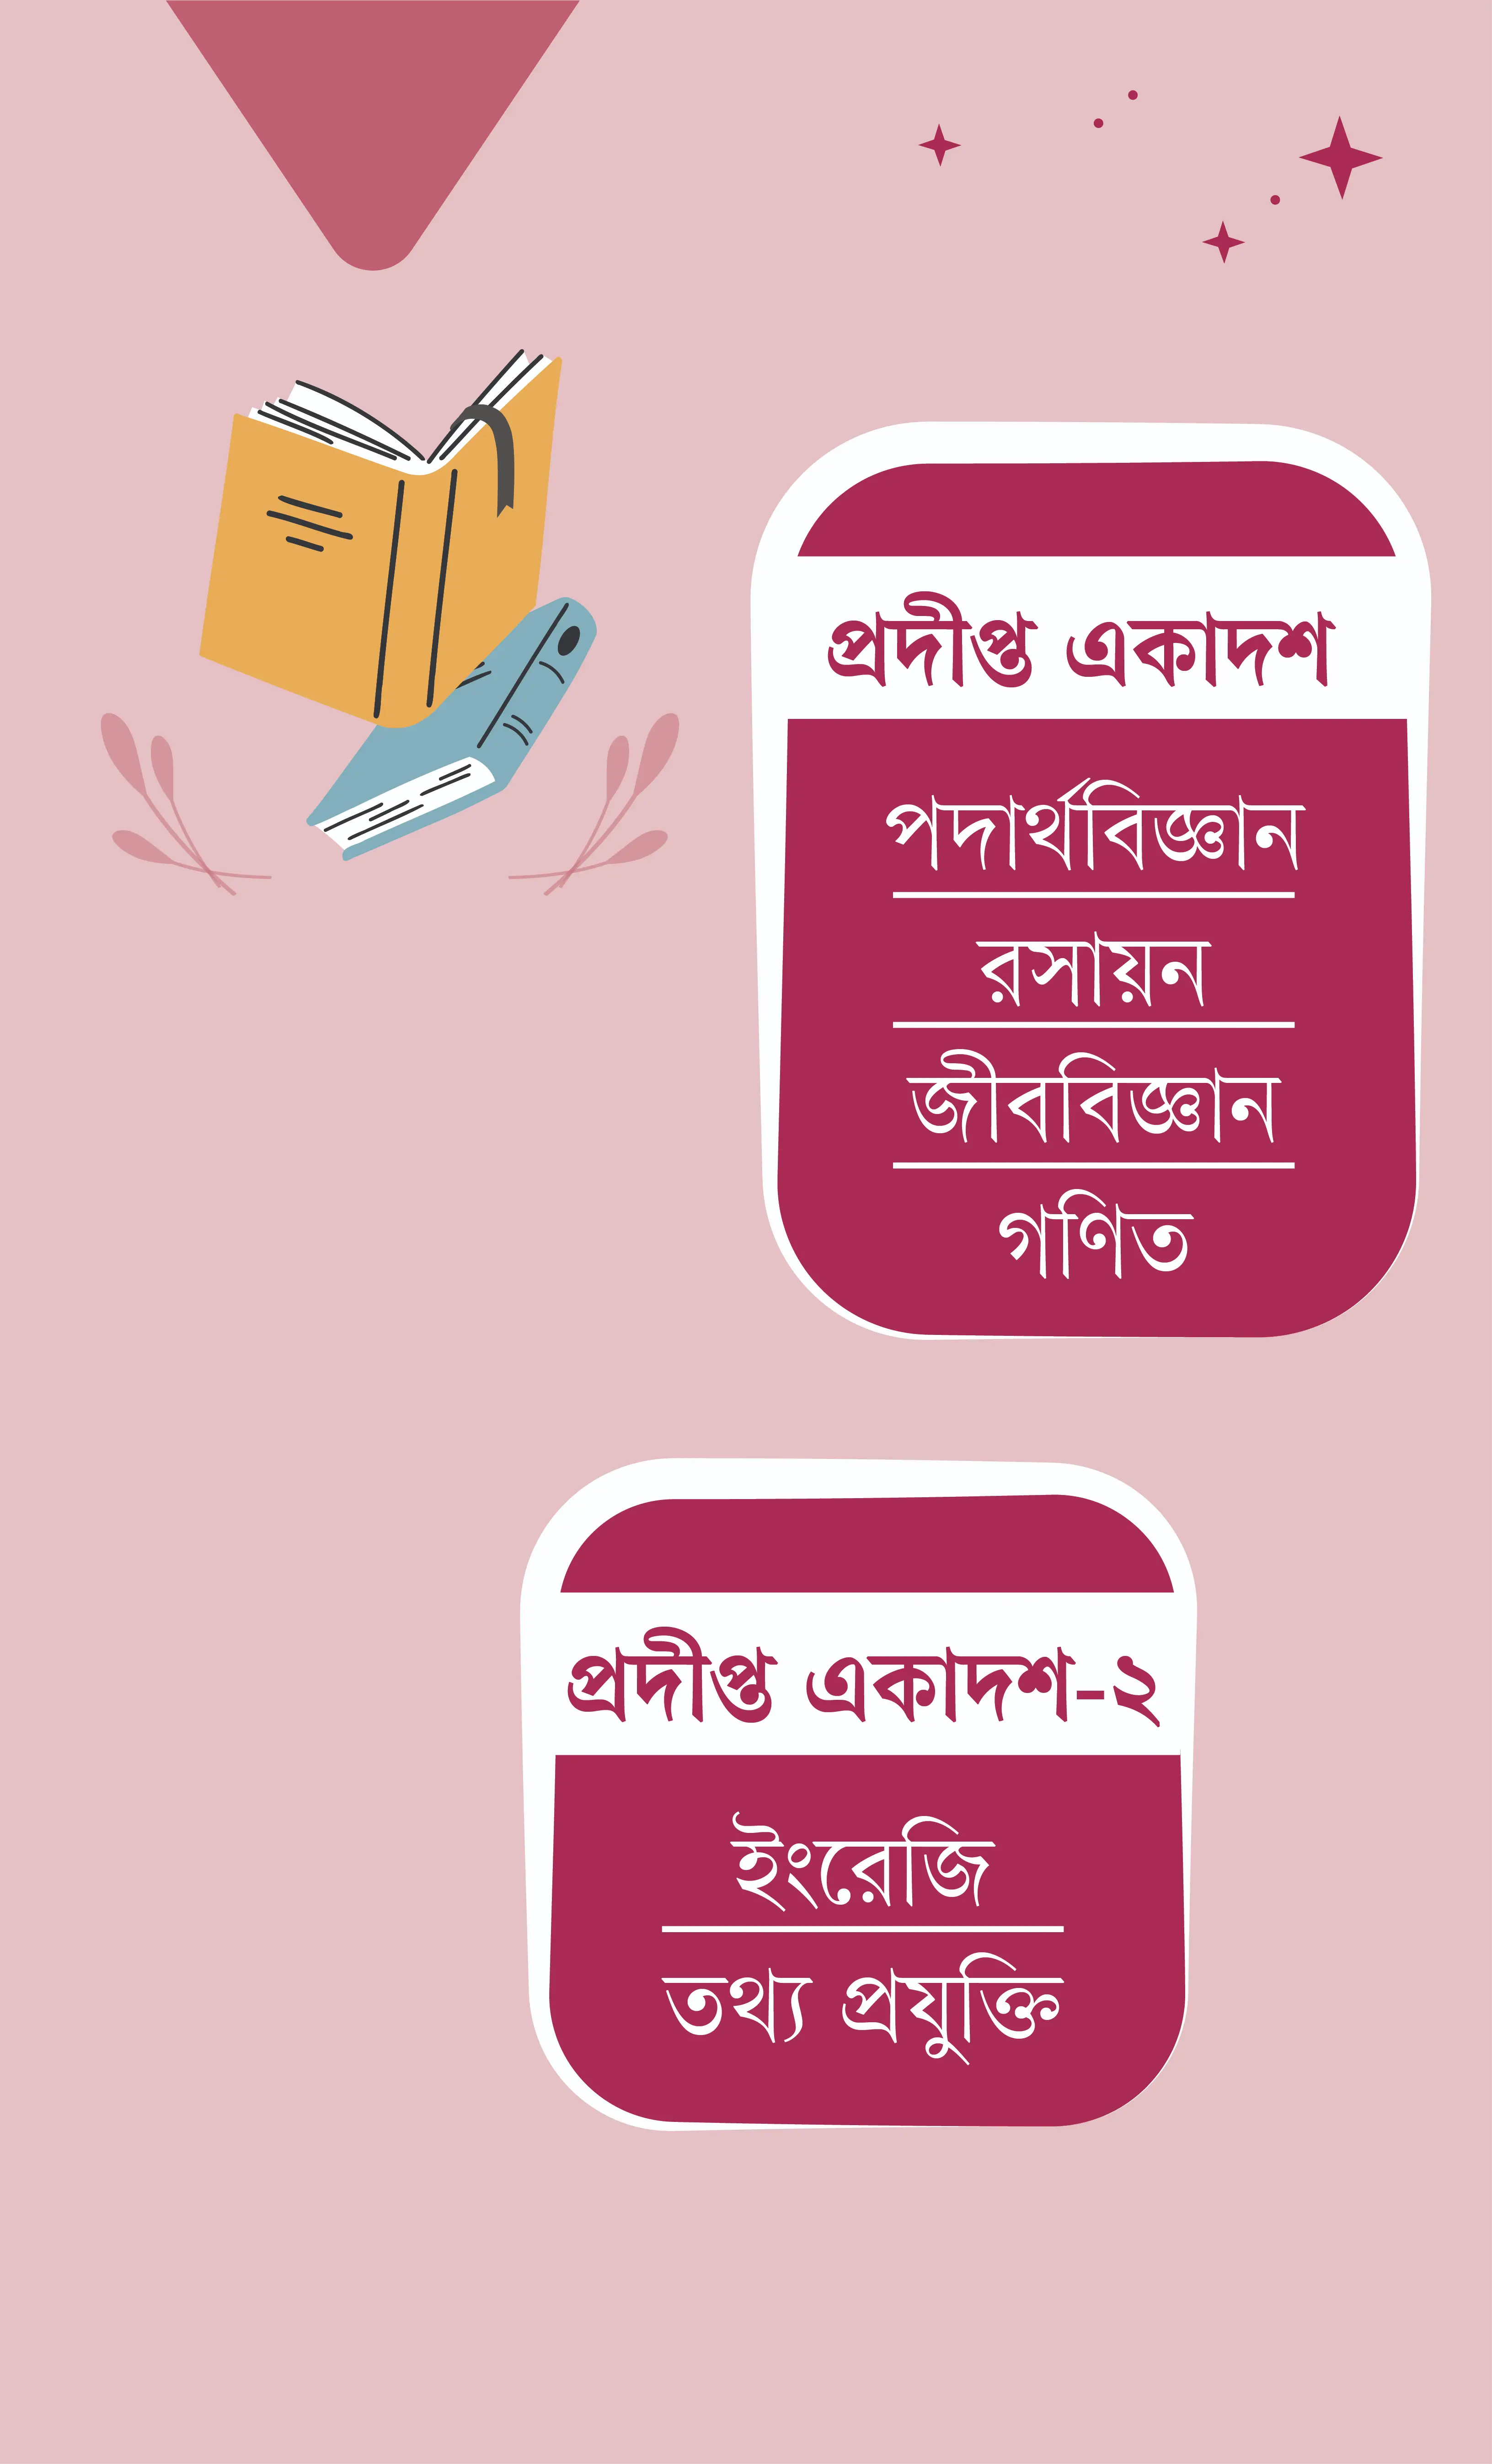 প্রদীপ্ত একাদশ
পদার্থবিজ্ঞান
রসায়ন
জীববিজ্ঞান
গণিত
প্রদীপ্ত একাদশ-২
ইংরেজি
তথ্য প্রযুক্তি